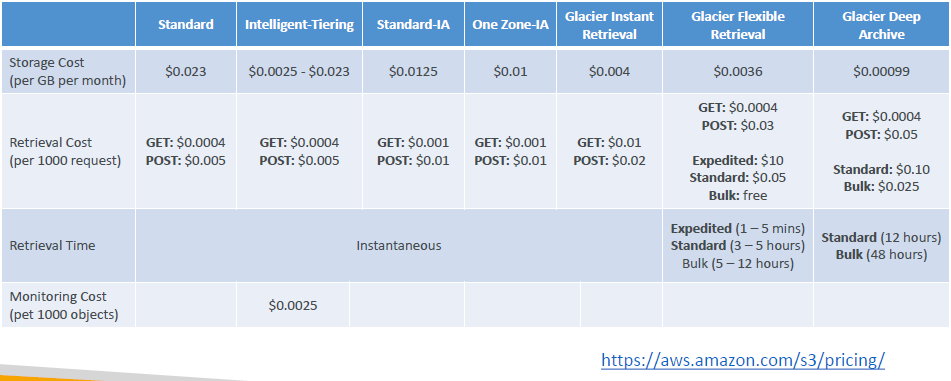 Standard
Intelligent-Tiering
Standard-IA
One Zone-IA
Glacier Instant
Retrieval
Glacier Flexible
Retrieval
Glacier Deep
Archive
Storage Cost
(per GB per month)
$0.023
$0.0025 - $0.023
$0.0125
$0.01
$0.004
$0.0036
$0.00099
Retrieval Cost
(per 1000 request)
GET: $0.0004
POST: $0.005
GET: $0.0004
POST: $0.005
GET: $0.001
POST: $0.01
GET: $0.001
POST: $0.01
GET: $0.01
POST: $0.02
GET: $0.0004
POST: $0.03
Expedited: $10
Standard: $0.05
Bulk: free
GET: $0.0004
POST: $0.05
Standard: $0.10
Bulk: $0.025
Retrieval Time
Instantaneous
Expedited (1 – 5 mins)
Standard (3 – 5 hours)
Bulk (5 – 12 hours)
Standard (12 hours)
Bulk (48 hours)
Monitoring Cost
(pet 1000 objects)
$0.0025
https://aws.amazon.com/s3/pricing/